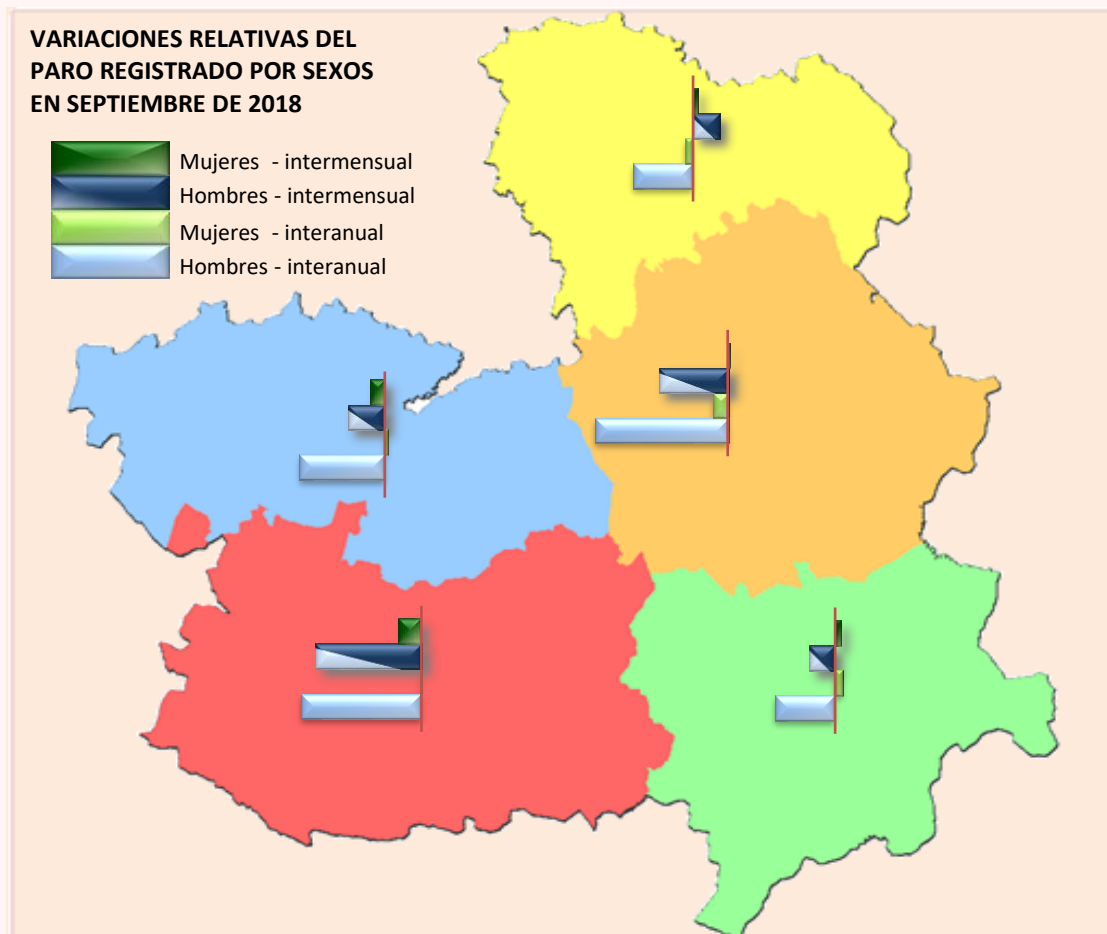 VARIACIONES RELATIVAS DEL
PARO REGISTRADO POR SEXOS
EN SEPTIEMBRE DE 2018
Mujeres - intermensual
Hombres - intermensual
Mujeres - interanual
Hombres - interanual